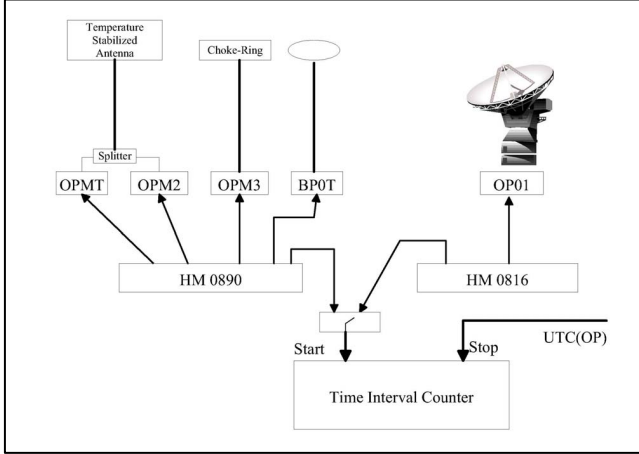 Temperature
Stabilized
Antenna
Choke-Ring
Splitter
OPMT
OPM2
OPM3
BP0T
OP01
HM 0890
HM 0816
Start
Stop
UTC(OP)
Time Interval Counter